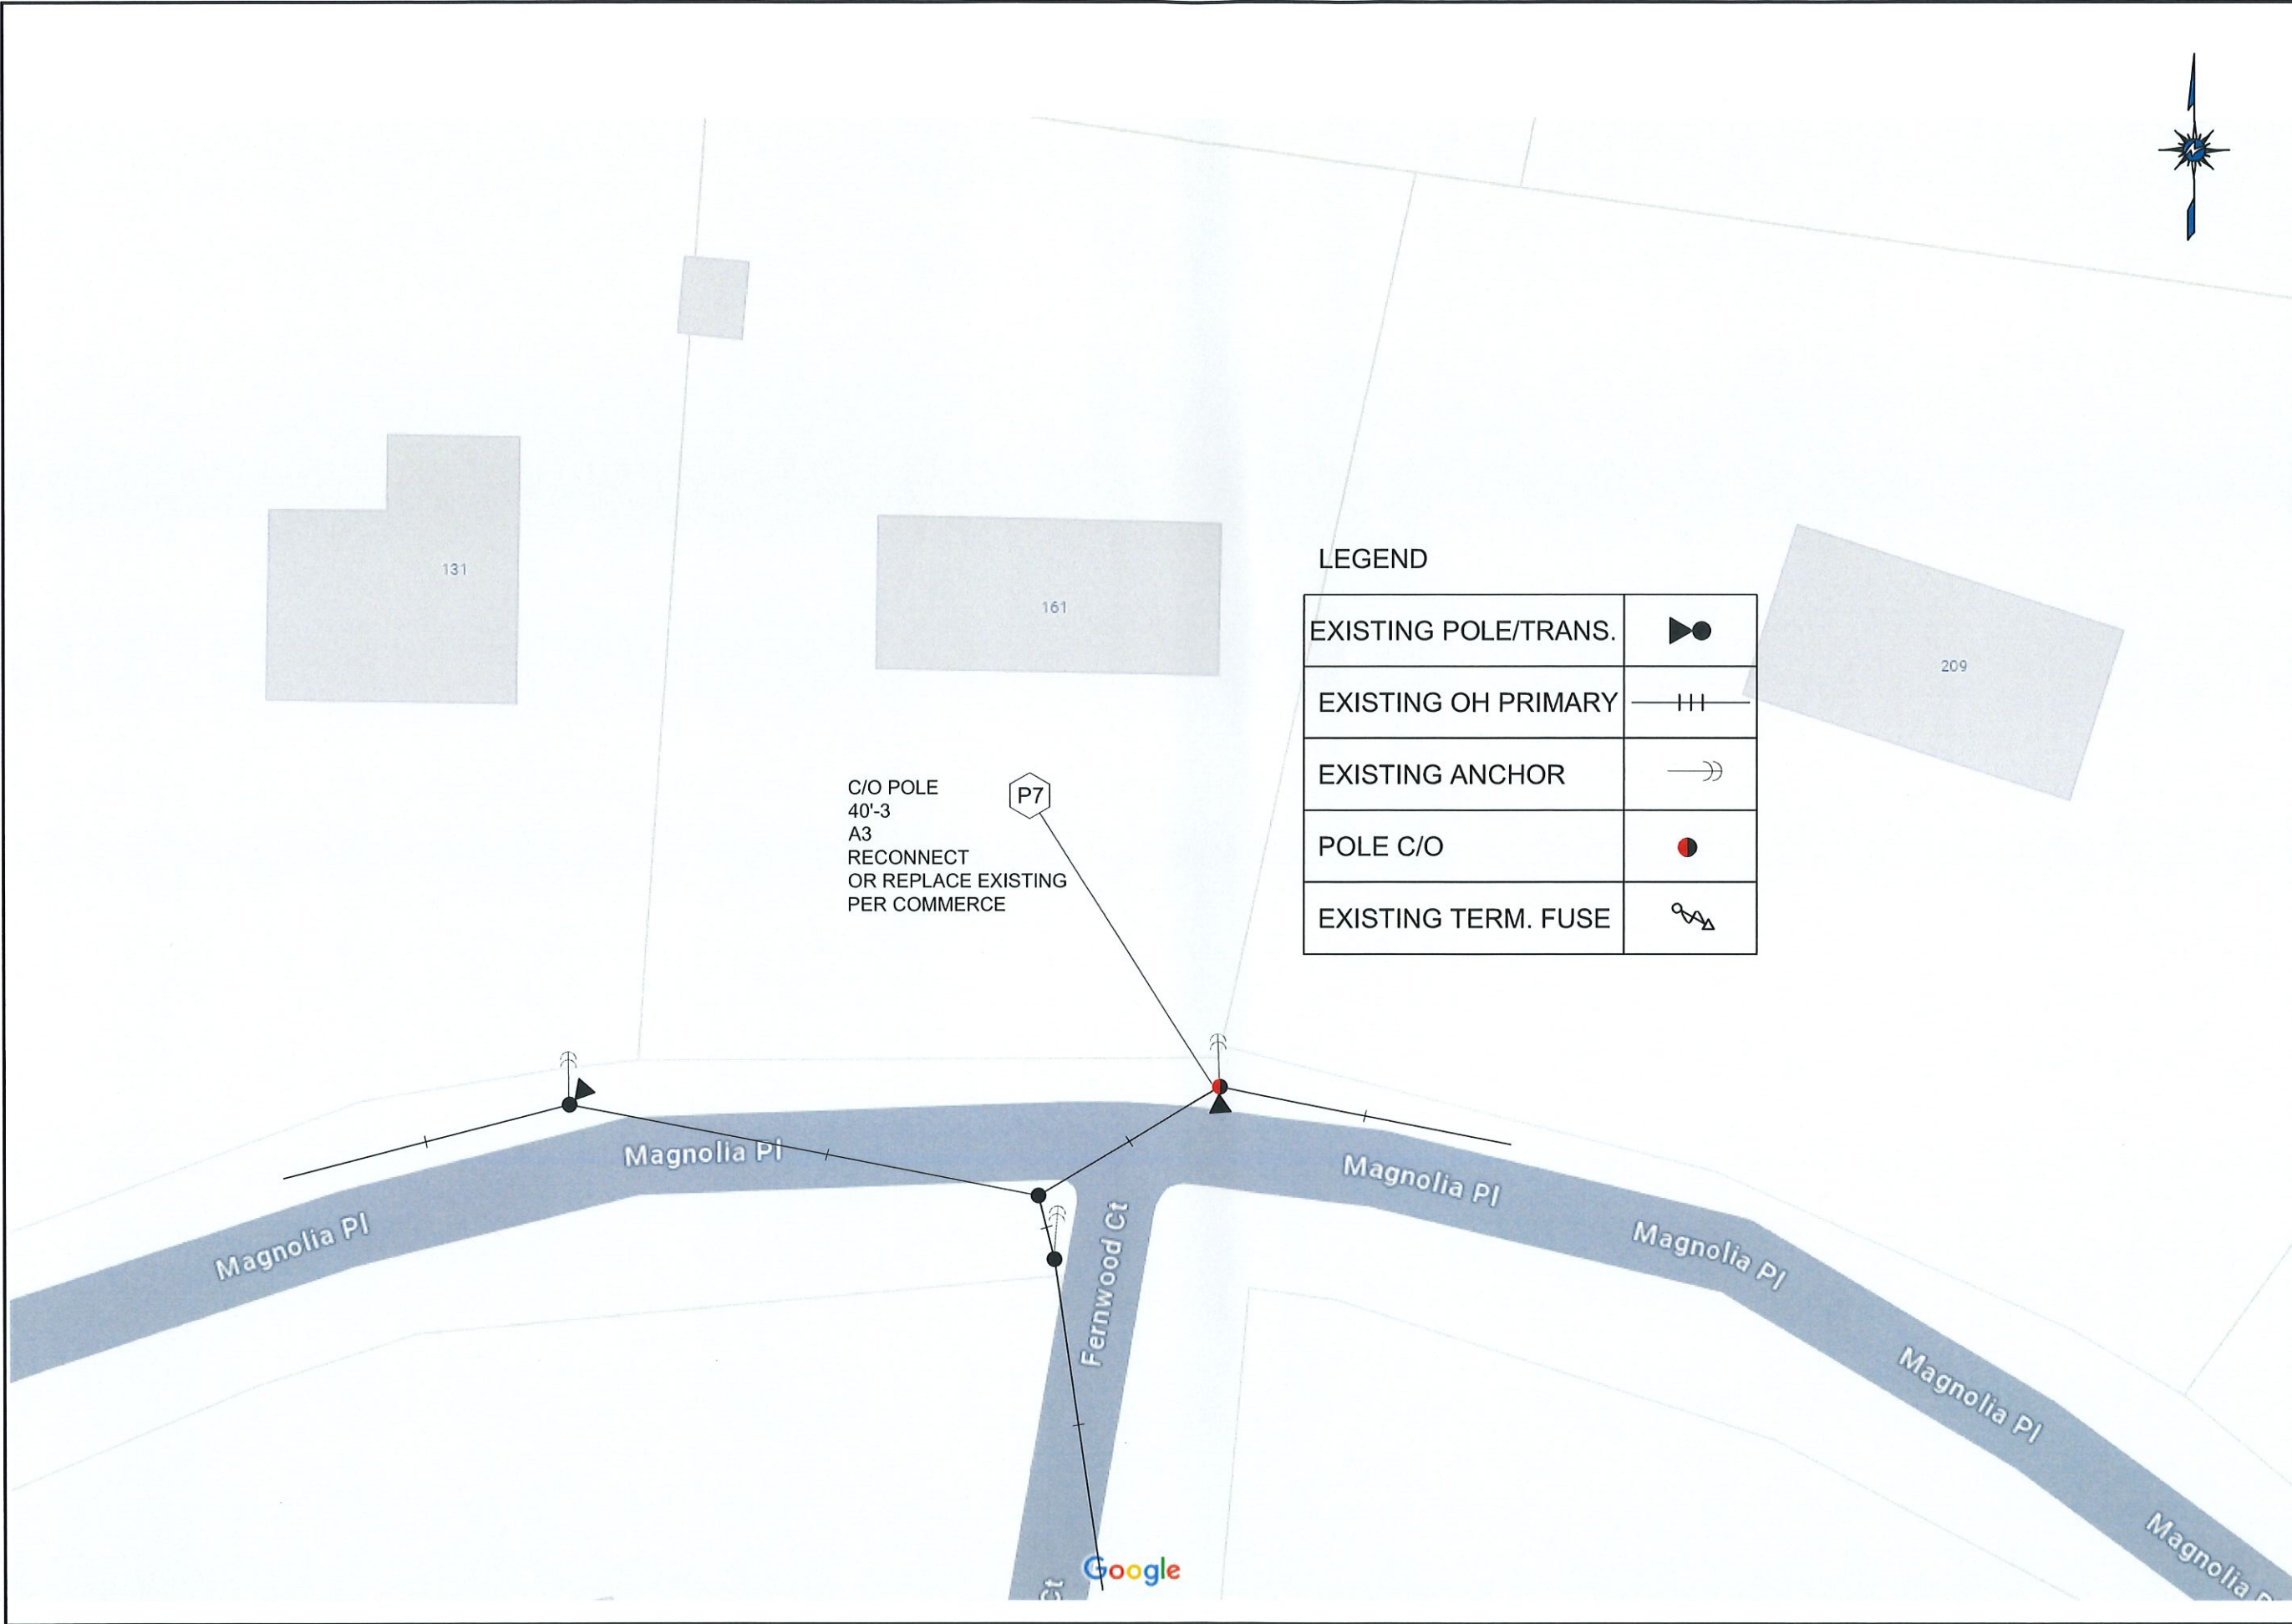 131
161
209
LEGEND
EXISTING POLE/TRANS.
EXISTING OH PRIMARY
EXISTING ANCHOR
POLE C/O
EXISTING TERM. FUSE
C/O POLE
40'-3
A3
RECONNECT
OR REPLACE EXISTING
PER COMMERCE
P7
Magnolia Pl
Magnolia Pl
Magnolia Pl
Magnolia Pl
Magnolia Pl
Magnolia
Fernwood Ct
Ct
Google